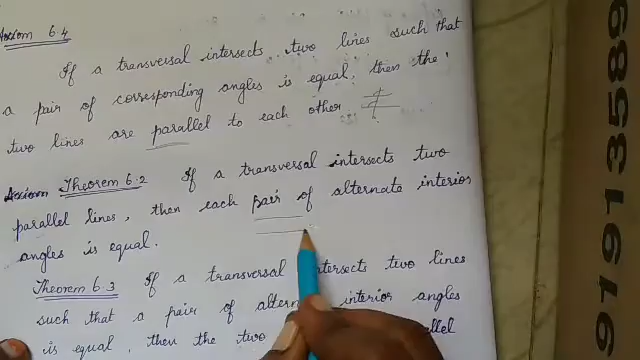 Axiom 6.4
If a transversal intersects two lines such that
a pair of corresponding angles is equal, then the
two lines are parallel to each other
Axiom Theorem 6.2 If a transversal intersects two
parallel lines, then each pair of alternate interior
angles is equal.
Theorem 6.3 If a transversal intersects two lines
such that a pair of interior angles
is equal, then the two
919113589